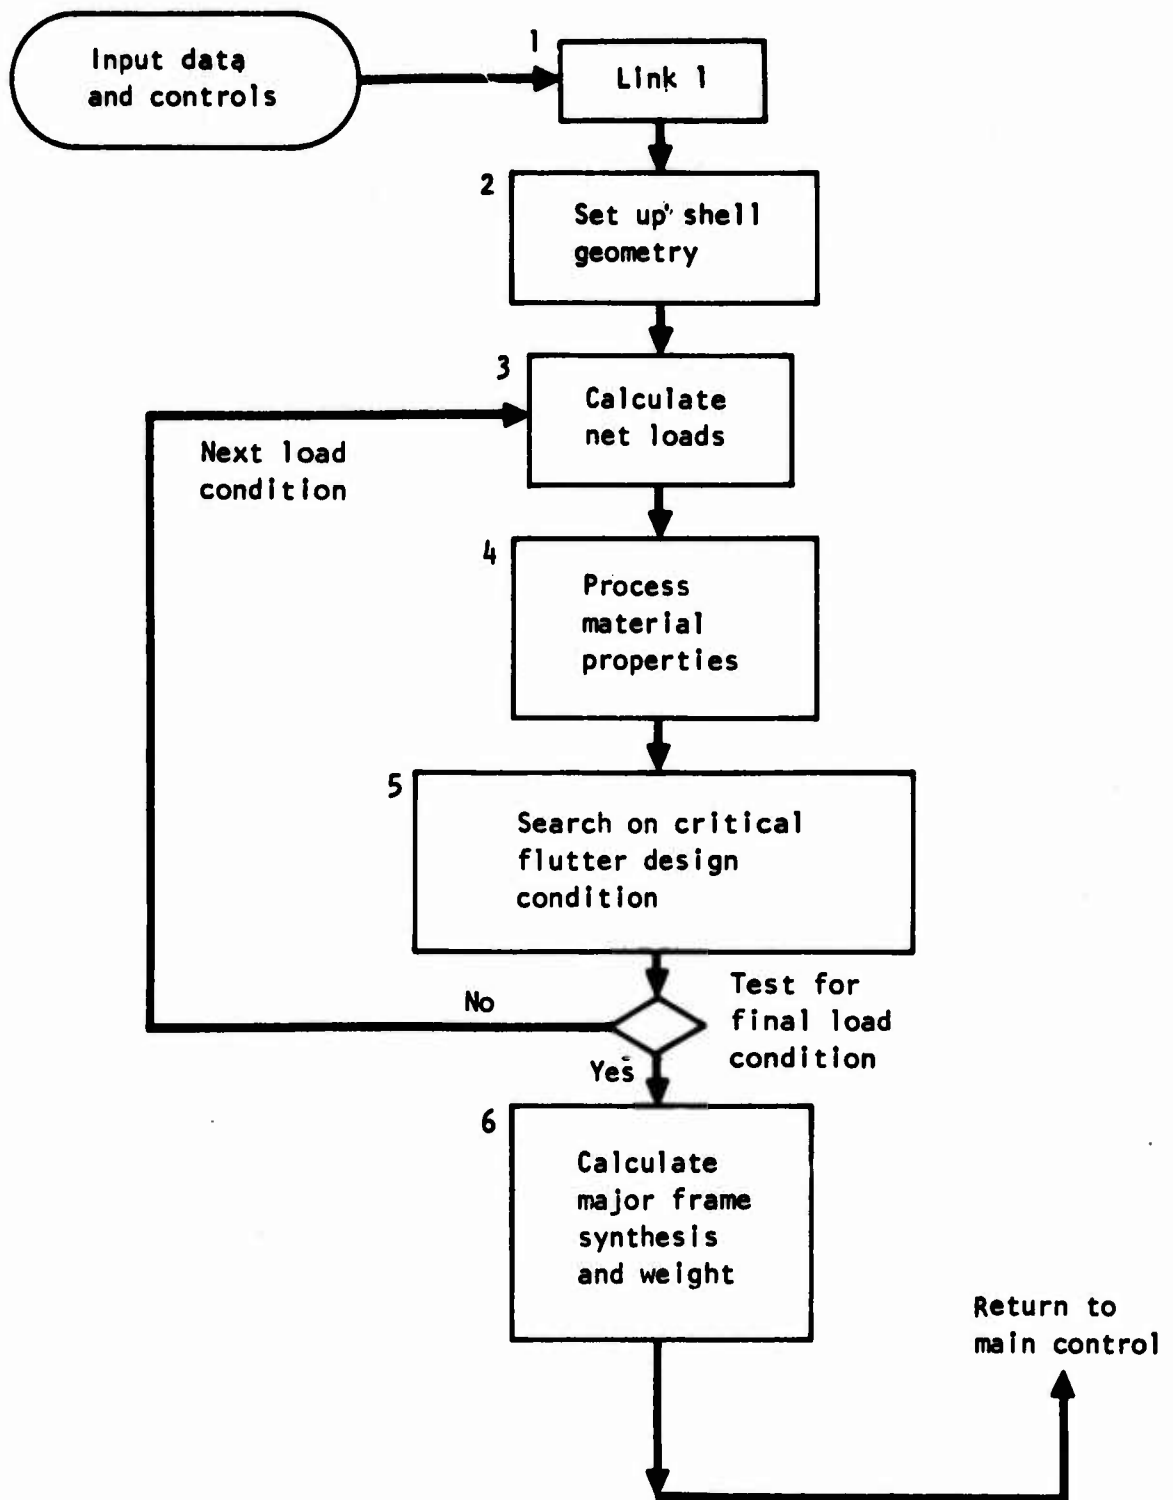 Input data
and controls
1
Link 1
2
Set up shell
geometry
3
Calculate
net loads
Next load
condition
4
Process
material
properties
5
Search on critical
flutter design
condition
No
Test for
final load
condition
Yes
6
Calculate
major frame
synthesis
and weight
Return to
main control